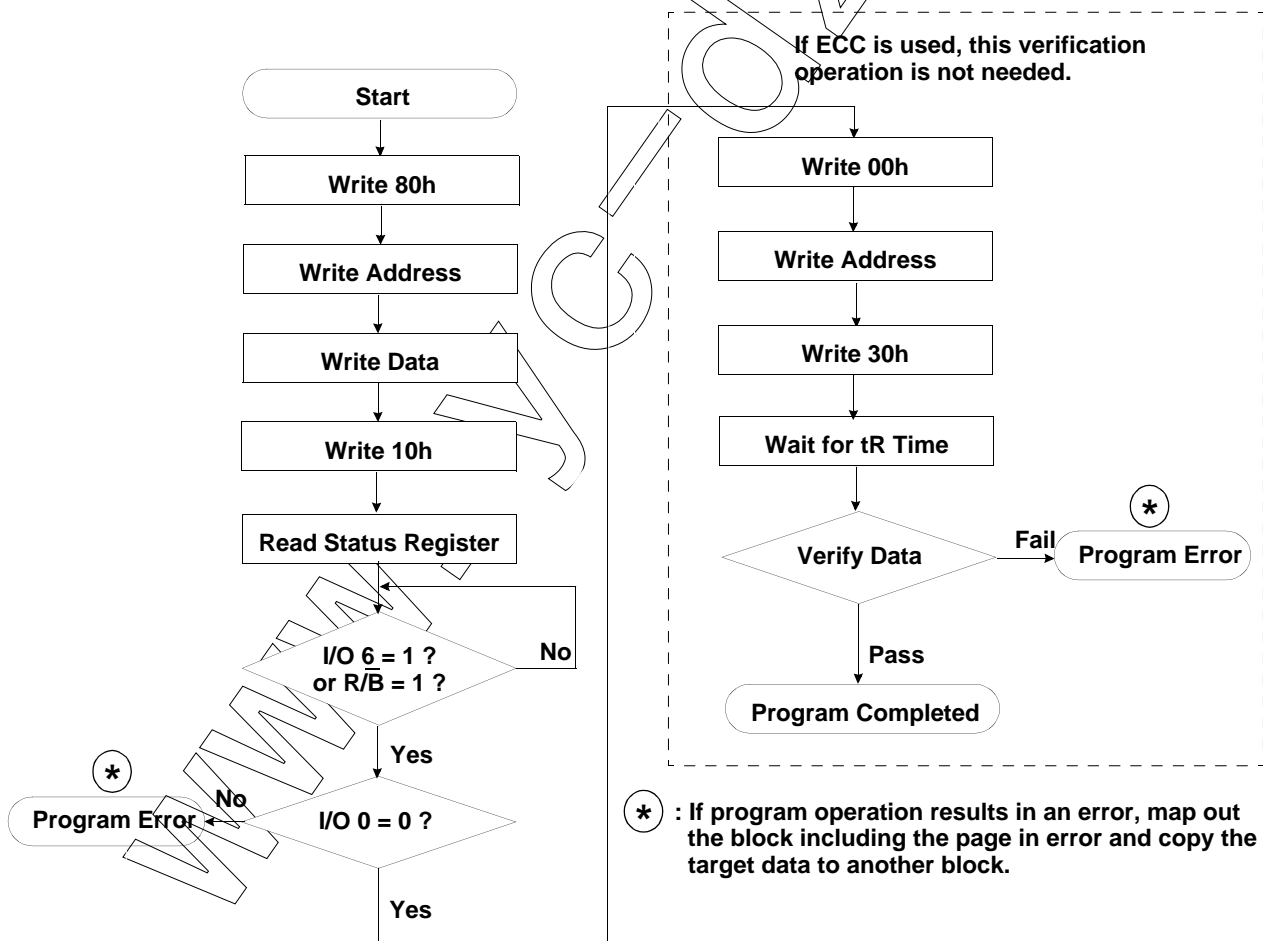 Start
Write 80h
Write Address
Write Data
Write 10h
Read Status Register
I/O 6 = 1 ?
or R/B̅ = 1 ?
No
Yes
*
No
Program Error
I/O 0 = 0 ?
Yes
If ECC is used, this verification
operation is not needed.
Write 00h
Write Address
Write 30h
Wait for tR Time
*
Verify Data
Fail
Program Error
Pass
Program Completed
* : If program operation results in an error, map out
the block including the page in error and copy the
target data to another block.